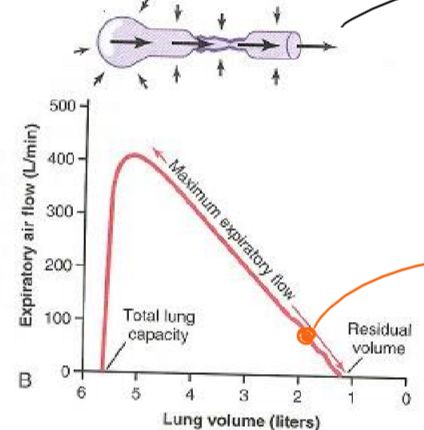 Expiratory air flow (L/min)
500
400
300
200
100
0
Maximum expiratory flow
Total lung
capacity
Residual
volume
B
6
5
4
3
2
1
0
Lung volume (liters)